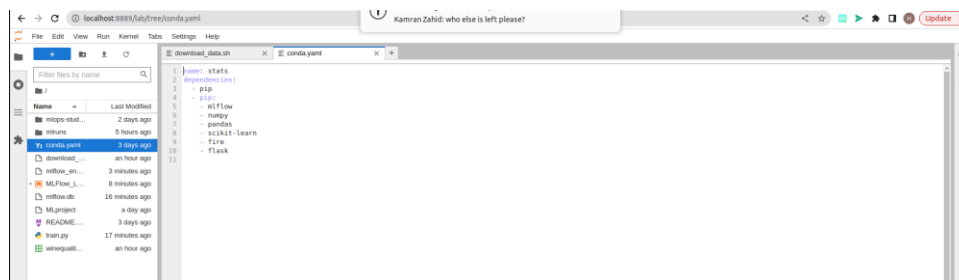 localhost:8889/lab/tree/conda.yaml
Kamran Zahid: who else is left please?
Update
File Edit View Run Kernel Tabs Settings Help
download_data.sh
conda.yaml
Filter files by name
/
Name
Last Modified
mlops-stud... 2 days ago
mlruns 5 hours ago
conda.yaml 3 days ago
download_... an hour ago
mlflow_en... 3 minutes ago
MLFlow_L... 8 minutes ago
mlflow.db 16 minutes ago
MLproject a day ago
README.... 3 days ago
train.py 17 minutes ago
winequalit... an hour ago
1 name: stats
2 dependencies:
3 - pip
4 - pip:
5 - mlflow
6 - numpy
7 - pandas
8 - scikit-learn
9 - fire
10 - flask
11